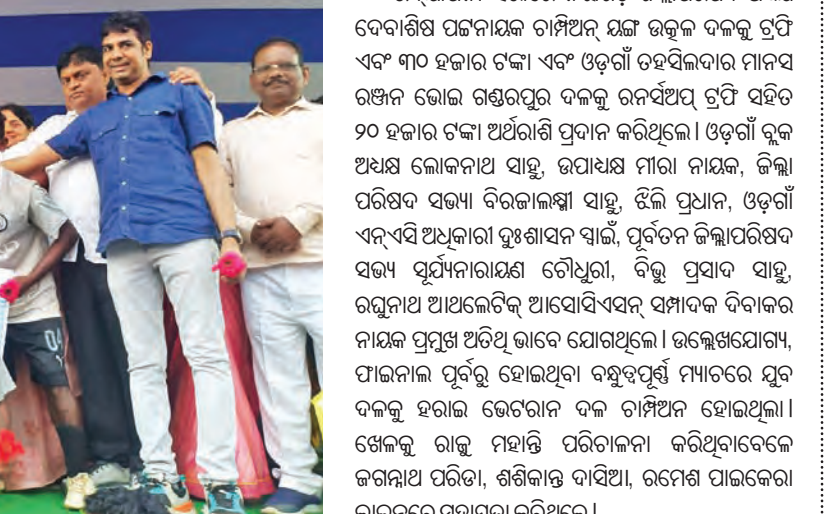 ଦେବାଶିଷ ପଟ୍ଟନାୟକ ଚାମ୍ପିଅନ୍ ୟଙ୍ଗ ଉତ୍କଳ ଦଳକୁ ଟ୍ରଫି
ଏବଂ ୩୦ ହଜାର ଟଙ୍କା ଏବଂ ଓଡ଼ଗାଁ ତହସିଲଦାର ମାନସ
ରଞ୍ଜନ ଭୋଇ ଗଣ୍ଡରପୁର ଦଳକୁ ରନର୍ସଅପ୍ ଟ୍ରଫି ସହିତ
୨୦ ହଜାର ଟଙ୍କା ଅର୍ଥରାଶି ପ୍ରଦାନ କରିଥିଲେ। ଓଡ଼ଗାଁ ବ୍ଲକ
ଅଧ୍ୟକ୍ଷ ଲୋକନାଥ ସାହୁ, ଉପାଧ୍ୟକ୍ଷ ମୀରା ନାୟକ, ଜିଲ୍ଲା
ପରିଷଦ ସଭ୍ୟା ବିରଜାଲକ୍ଷ୍ମୀ ସାହୁ, ଝିଲି ପ୍ରଧାନ, ଓଡ଼ଗାଁ
ଏନ୍ଏସି ଅଧିକାରୀ ଦୁଃଶାସନ ସ୍ୱାଇଁ, ପୂର୍ବତନ ଜିଲ୍ଲାପରିଷଦ
ସଭ୍ୟ ସୂର୍ଯ୍ୟନାରାୟଣ ଚୌଧୁରୀ, ବିଭୁ ପ୍ରସାଦ ସାହୁ,
ରଘୁନାଥ ଆଥଲେଟିକ୍ ଆସୋସିଏସନ୍ ସମ୍ପାଦକ ଦିବାକର
ନାୟକ ପ୍ରମୁଖ ଅତିଥି ଭାବେ ଯୋଗଥିଲେ। ଉଲ୍ଲେଖଯୋଗ୍ୟ,
ଫାଇନାଲ ପୂର୍ବରୁ ହୋଇଥିବା ବନ୍ଧୁତ୍ୱପୂର୍ଣ୍ଣ ମ୍ୟାଚରେ ଯୁବ
ଦଳକୁ ହରାଇ ଭେଟରାନ ଦଳ ଚାମ୍ପିଅନ ହୋଇଥିଲା।
ଖେଳକୁ ରାଜୁ ମହାନ୍ତି ପରିଚାଳନା କରିଥିବାବେଳେ
ଜଗନ୍ନାଥ ପରିଡା, ଶଶିକାନ୍ତ ଦାସିଆ, ରମେଶ ପାଇକେରା
04